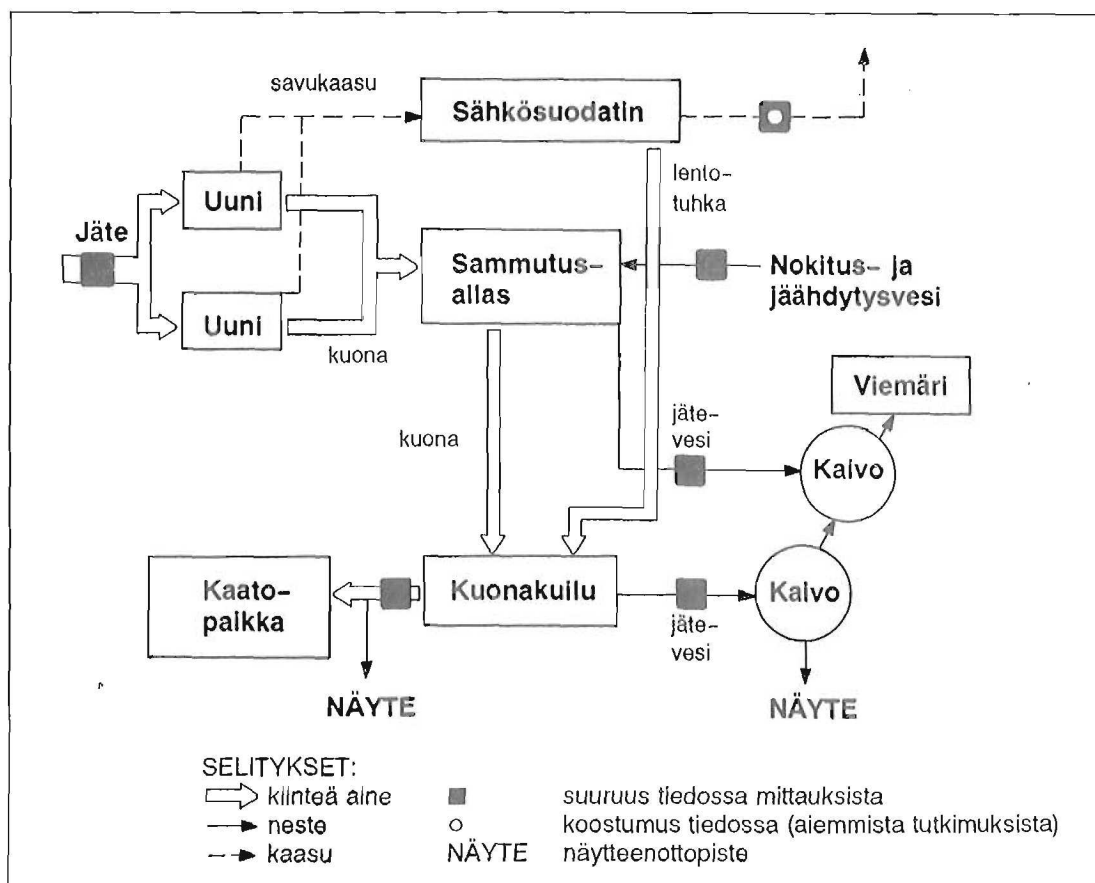 savukaasu
Sähkösuodatin
lento-
tuhka
Uuni
Jäte
Sammutus-
allas
Nokitus- ja
jäähdytysvesi
Uuni
kuona
Viemäri
kuona
jäte-
vesi
Kaivo
Kaato-
paikka
Kuonakuilu
Kaivo
jäte-
vesi
NÄYTE
NÄYTE
SELITYKSET:
kiinteä aine
suuruus tiedossa mittauksista
neste
koostumus tiedossa (aiemmista tutkimuksista)
kaasu
NÄYTE
näytteenottopiste